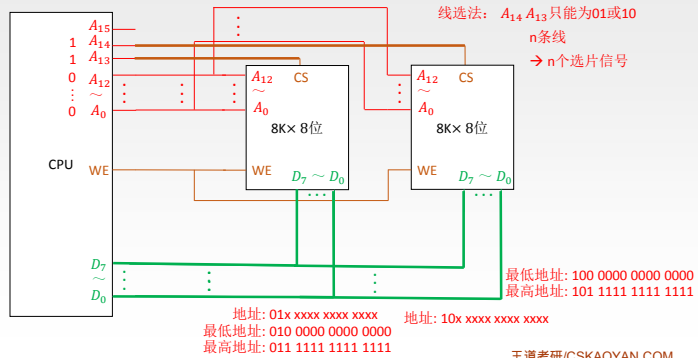 线选法： A14 A13只能为01或10
n条线
→ n个选片信号
A15
1 A14
1 A13
0 A12
⋮ ~
0 A0
CPU
WE
D7
~
D0
CS
A12
~
A0
8K× 8位
WE
D7 ~ D0
CS
A12
~
A0
8K× 8位
WE
D7 ~ D0
地址: 01x xxxx xxxx xxxx
最低地址: 010 0000 0000 0000
最高地址: 011 1111 1111 1111
地址: 10x xxxx xxxx xxxx
最低地址: 100 0000 0000 0000
最高地址: 101 1111 1111 1111
王道考研/CSKAOYAN.COM